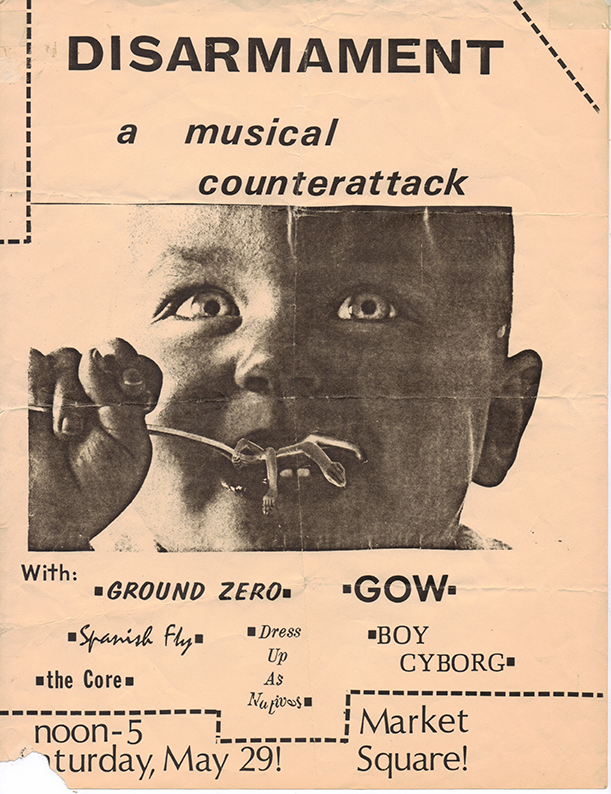 DISARMAMENT
a musical
counterattack
With:
GROUND ZERO
GOW
Spanish Fly
Dress
Up
As
Natives
BOY
CYBORG
the Core
noon-5
aturday, May 29!
Market
Square!